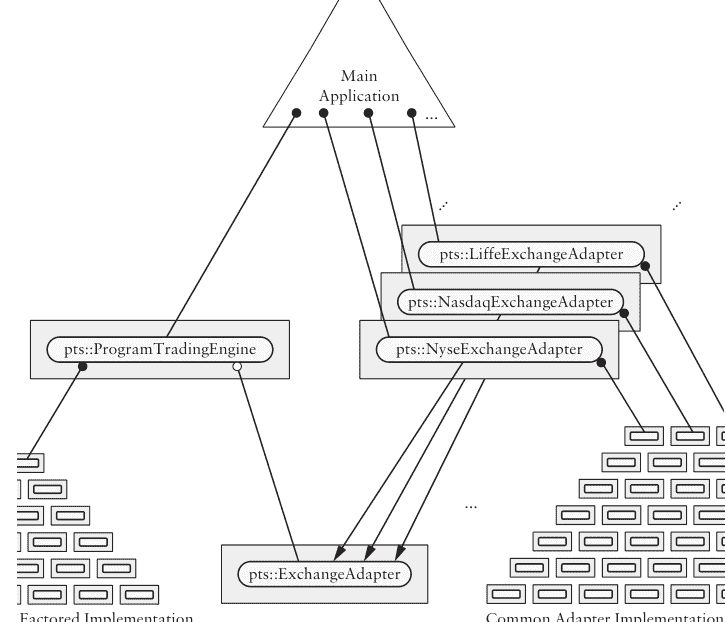 Main
Application
...
...
...
pts::LiffeExchangeAdapter
pts::NasdaqExchangeAdapter
pts::ProgramTradingEngine
pts::NyseExchangeAdapter
...
pts::ExchangeAdapter
Factored Implementation
Common Adapter Implementation